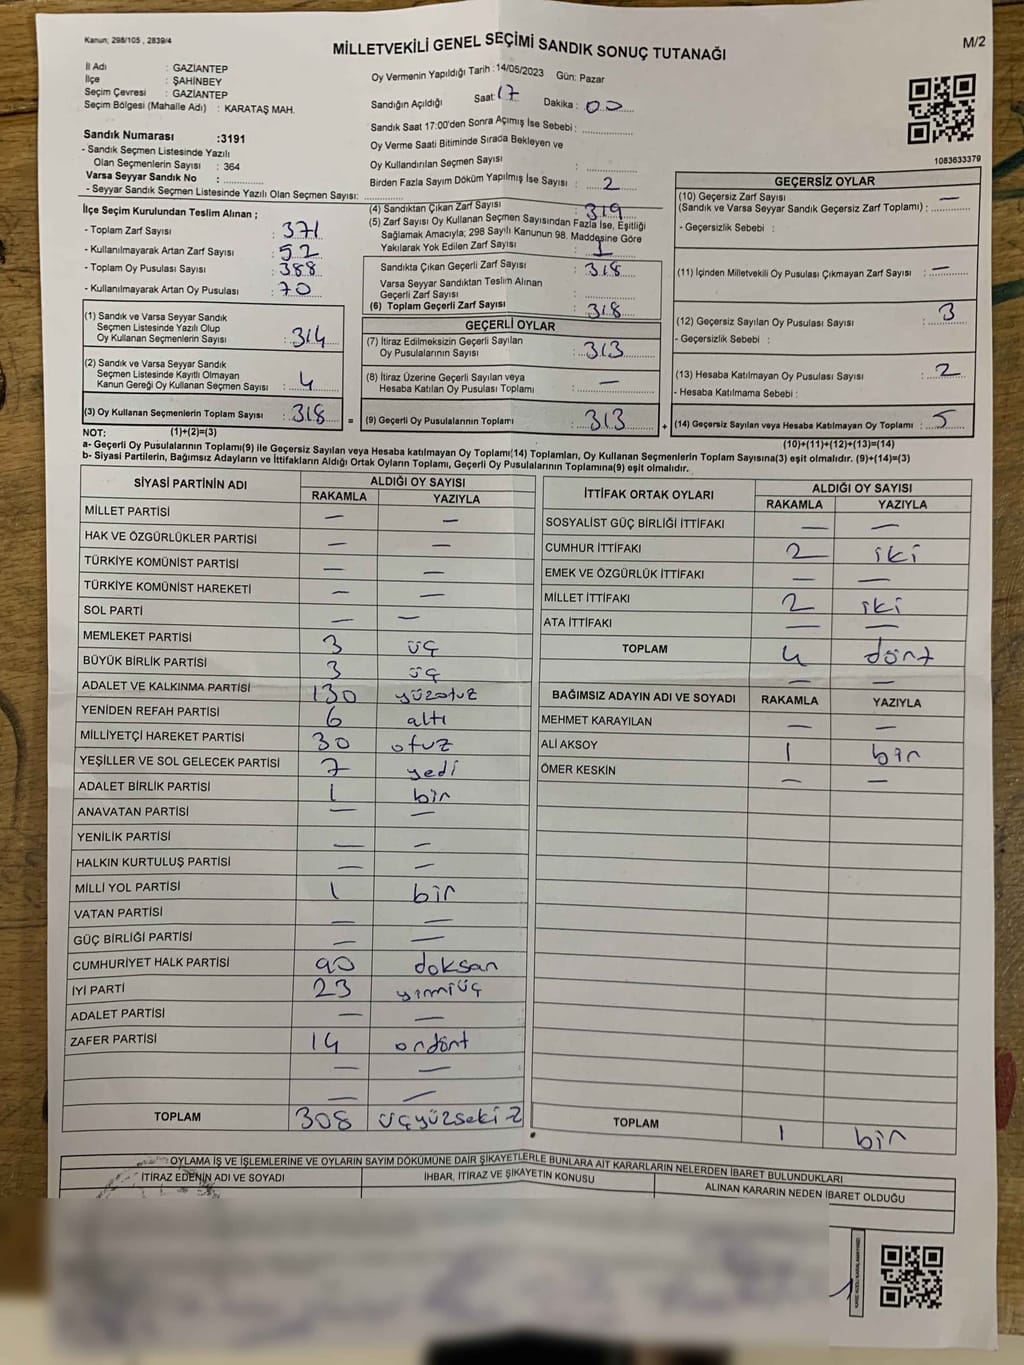 Kanun; 298/105 , 2839/4
MİLLETVEKİLİ GENEL SEÇİMİ SANDIK SONUÇ TUTANAĞI
M/2
İl Adı : GAZİANTEP
İlçe : ŞAHİNBEY
Seçim Çevresi : GAZİANTEP
Seçim Bölgesi (Mahalle Adı) : KARATAŞ MAH.
Oy Vermenin Yapıldığı Tarih :14/05/2023 Gün: Pazar
Sandığın Açıldığı Saat: 17 Dakika : 00
Sandık Saat 17:00'den Sonra Açımış İse Sebebi : ..............
Oy Verme Saati Bitiminde Sırada Bekleyen ve
Oy Kullandırılan Seçmen Sayısı : ..............
Birden Fazla Sayım Döküm Yapılmış İse Sayısı : 2
1083633379
Sandık Numarası :3191
- Sandık Seçmen Listesinde Yazılı
Olan Seçmenlerin Sayısı : 364
Varsa Seyyar Sandık No : ..............
- Seyyar Sandık Seçmen Listesinde Yazılı Olan Seçmen Sayısı: ..............
İlçe Seçim Kurulundan Teslim Alınan ;
- Toplam Zarf Sayısı : 371
- Kullanılmayarak Artan Zarf Sayısı : 52
- Toplam Oy Pusulası Sayısı : 388
- Kullanılmayarak Artan Oy Pusulası : 70
(1) Sandık ve Varsa Seyyar Sandık
Seçmen Listesinde Yazılı Olup
Oy Kullanan Seçmenlerin Sayısı : 314
(2) Sandık ve Varsa Seyyar Sandık
Seçmen Listesinde Kayıtlı Olmayan
Kanun Gereği Oy Kullanan Seçmen Sayısı : 4
(3) Oy Kullanan Seçmenlerin Toplam Sayısı : 318
(4) Sandıktan Çıkan Zarf Sayısı : 319
(5) Zarf Sayısı Oy Kullanan Seçmen Sayısından Fazla İse, Eşitliği
Sağlamak Amacıyla; 298 Sayılı Kanunun 98. Maddesine Göre
Yakılarak Yok Edilen Zarf Sayısı : 1
Sandıkta Çıkan Geçerli Zarf Sayısı : 318
Varsa Seyyar Sandıktan Teslim Alınan
Geçerli Zarf Sayısı : ..............
(6) Toplam Geçerli Zarf Sayısı : 318
GEÇERLİ OYLAR
(7) İtiraz Edilmeksizin Geçerli Sayılan
Oy Pusulalarının Sayısı : 313
(8) İtiraz Üzerine Geçerli Sayılan veya
Hesaba Katılan Oy Pusulası Toplamı : —
= (9) Geçerli Oy Pusulalarının Toplamı : 313
GEÇERSİZ OYLAR
(10) Geçersiz Zarf Sayısı
(Sandık ve Varsa Seyyar Sandık Geçersiz Zarf Toplamı) : —
- Geçersizlik Sebebi :
(11) İçinden Milletvekili Oy Pusulası Çıkmayan Zarf Sayısı : —
(12) Geçersiz Sayılan Oy Pusulası Sayısı : 3
- Geçersizlik Sebebi :
(13) Hesaba Katılmayan Oy Pusulası Sayısı : 2
- Hesaba Katılmama Sebebi :
+ (14) Geçersiz Sayılan veya Hesaba Katılmayan Oy Toplamı : 5
NOT: (1)+(2)=(3) (10)+(11)+(12)+(13)=(14)
a- Geçerli Oy Pusulalarının Toplamı(9) ile Geçersiz Sayılan veya Hesaba katılmayan Oy Toplamı(14) Toplamları, Oy Kullanan Seçmenlerin Toplam Sayısına(3) eşit olmalıdır. (9)+(14)=(3)
b- Siyasi Partilerin, Bağımsız Adayların ve İttifakların Aldığı Ortak Oyların Toplamı, Geçerli Oy Pusulalarının Toplamına(9) eşit olmalıdır.
SİYASİ PARTİNİN ADI ALDIĞI OY SAYISI
RAKAMLA YAZIYLA
MİLLET PARTİSİ — —
HAK VE ÖZGÜRLÜKLER PARTİSİ — —
TÜRKİYE KOMÜNİST PARTİSİ — —
TÜRKİYE KOMÜNİST HAREKETİ — —
SOL PARTİ — —
MEMLEKET PARTİSİ 3 üç
BÜYÜK BİRLİK PARTİSİ 3 üç
ADALET VE KALKINMA PARTİSİ 130 yüzotuz
YENİDEN REFAH PARTİSİ 6 altı
MİLLİYETÇİ HAREKET PARTİSİ 30 otuz
YEŞİLLER VE SOL GELECEK PARTİSİ 7 yedi
ADALET BİRLİK PARTİSİ 1 bir
ANAVATAN PARTİSİ — —
YENİLİK PARTİSİ — —
HALKIN KURTULUŞ PARTİSİ — —
MİLLİ YOL PARTİSİ 1 bir
VATAN PARTİSİ — —
GÜÇ BİRLİĞİ PARTİSİ — —
CUMHURİYET HALK PARTİSİ 90 doksan
İYİ PARTİ 23 yirmiüç
ADALET PARTİSİ — —
ZAFER PARTİSİ 14 ondört
— —
— —
TOPLAM 308 üçyüzsekiz
İTTİFAK ORTAK OYLARI ALDIĞI OY SAYISI
RAKAMLA YAZIYLA
SOSYALİST GÜÇ BİRLİĞİ İTTİFAKI — —
CUMHUR İTTİFAKI 2 iki
EMEK VE ÖZGÜRLÜK İTTİFAKI — —
MİLLET İTTİFAKI 2 iki
ATA İTTİFAKI — —
TOPLAM 4 dört
— —
BAĞIMSIZ ADAYIN ADI VE SOYADI RAKAMLA YAZIYLA
MEHMET KARAYILAN — —
ALİ AKSOY 1 bir
ÖMER KESKİN — —
TOPLAM 1 bir
OYLAMA İŞ VE İŞLEMLERİNE VE OYLARIN SAYIM DÖKÜMÜNE DAİR ŞİKAYETLERLE BUNLARA AİT KARARLARIN NELERDEN İBARET BULUNDUKLARI
İTİRAZ EDENİN ADI VE SOYADI İHBAR, İTİRAZ VE ŞİKAYETİN KONUSU ALINAN KARARIN NEDEN İBARET OLDUĞU